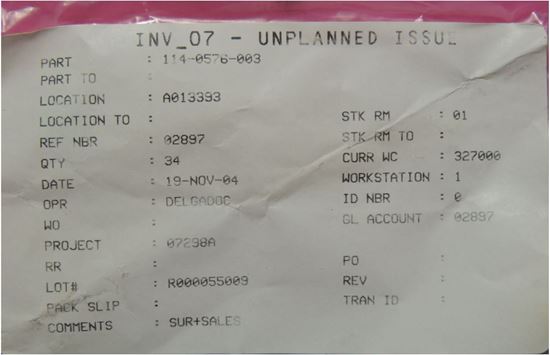 INV_07 - UNPLANNED ISSUE
PART : 114-0576-003
PART TO :
LOCATION : A013393
LOCATION TO : STK RM : 01
REF NBR : 02897 STK RM TO :
QTY : 34 CURR WC : 327000
DATE : 19-NOV-04 WORKSTATION : 1
OPR : DELGADOC ID NBR : 0
WO : GL ACCOUNT : 02897
PROJECT : 07298A
RR : PO :
LOT# : R000055009 REV :
PACK SLIP : TRAN ID :
COMMENTS : SUR+SALES